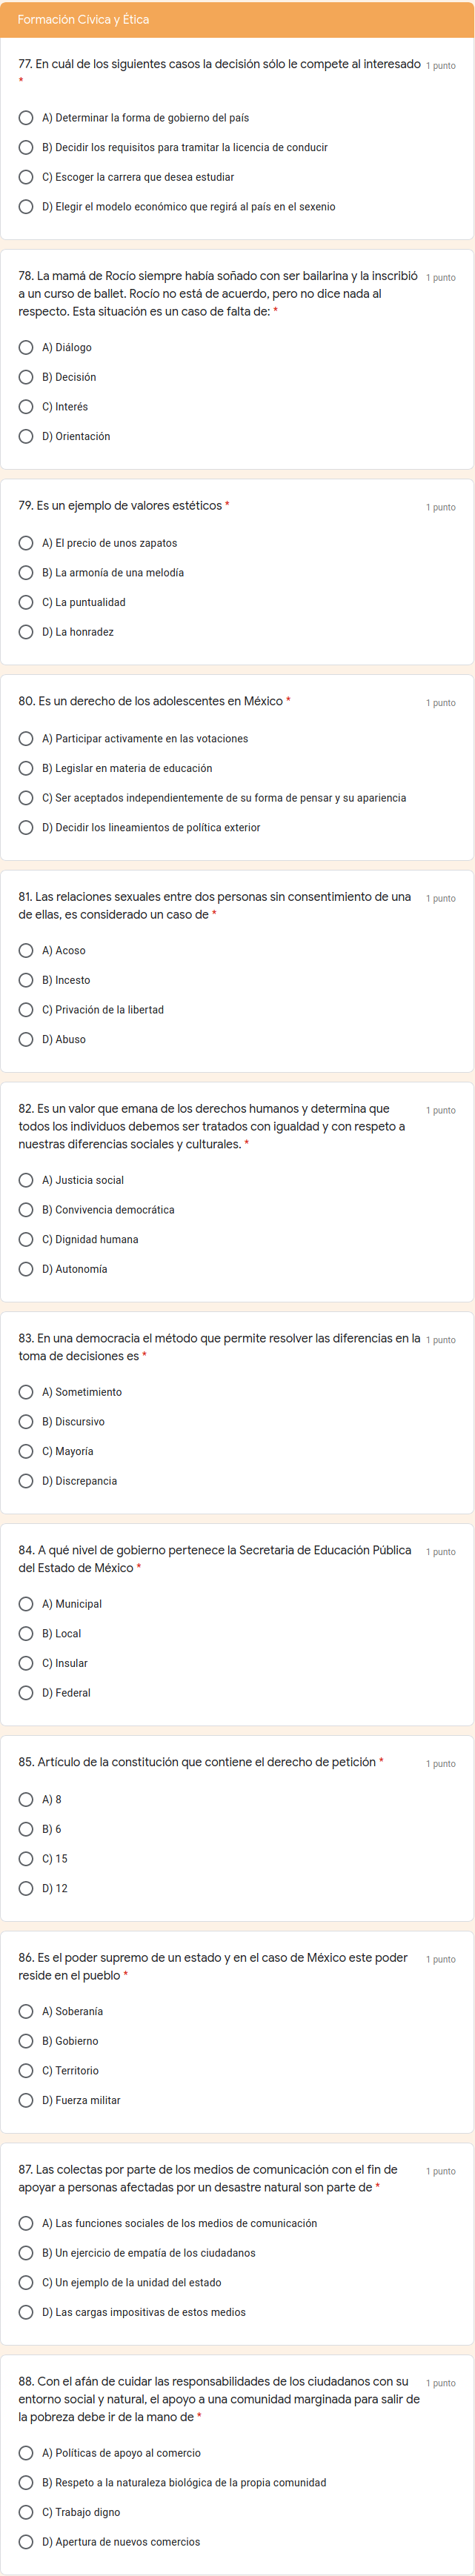 Formación Cívica y Ética
77. En cuál de los siguientes casos la decisión sólo le compete al interesado 1 punto
*
A) Determinar la forma de gobierno del país
B) Decidir los requisitos para tramitar la licencia de conducir
C) Escoger la carrera que desea estudiar
D) Elegir el modelo económico que regirá al país en el sexenio
78. La mamá de Rocío siempre había soñado con ser bailarina y la inscribió 1 punto
a un curso de ballet. Rocío no está de acuerdo, pero no dice nada al
respecto. Esta situación es un caso de falta de: *
A) Diálogo
B) Decisión
C) Interés
D) Orientación
79. Es un ejemplo de valores estéticos * 1 punto
A) El precio de unos zapatos
B) La armonía de una melodía
C) La puntualidad
D) La honradez
80. Es un derecho de los adolescentes en México * 1 punto
A) Participar activamente en las votaciones
B) Legislar en materia de educación
C) Ser aceptados independientemente de su forma de pensar y su apariencia
D) Decidir los lineamientos de política exterior
81. Las relaciones sexuales entre dos personas sin consentimiento de una 1 punto
de ellas, es considerado un caso de *
A) Acoso
B) Incesto
C) Privación de la libertad
D) Abuso
82. Es un valor que emana de los derechos humanos y determina que 1 punto
todos los individuos debemos ser tratados con igualdad y con respeto a
nuestras diferencias sociales y culturales. *
A) Justicia social
B) Convivencia democrática
C) Dignidad humana
D) Autonomía
83. En una democracia el método que permite resolver las diferencias en la 1 punto
toma de decisiones es *
A) Sometimiento
B) Discursivo
C) Mayoría
D) Discrepancia
84. A qué nivel de gobierno pertenece la Secretaria de Educación Pública 1 punto
del Estado de México *
A) Municipal
B) Local
C) Insular
D) Federal
85. Artículo de la constitución que contiene el derecho de petición * 1 punto
A) 8
B) 6
C) 15
D) 12
86. Es el poder supremo de un estado y en el caso de México este poder 1 punto
reside en el pueblo *
A) Soberanía
B) Gobierno
C) Territorio
D) Fuerza militar
87. Las colectas por parte de los medios de comunicación con el fin de 1 punto
apoyar a personas afectadas por un desastre natural son parte de *
A) Las funciones sociales de los medios de comunicación
B) Un ejercicio de empatía de los ciudadanos
C) Un ejemplo de la unidad del estado
D) Las cargas impositivas de estos medios
88. Con el afán de cuidar las responsabilidades de los ciudadanos con su 1 punto
entorno social y natural, el apoyo a una comunidad marginada para salir de
la pobreza debe ir de la mano de *
A) Políticas de apoyo al comercio
B) Respeto a la naturaleza biológica de la propia comunidad
C) Trabajo digno
D) Apertura de nuevos comercios